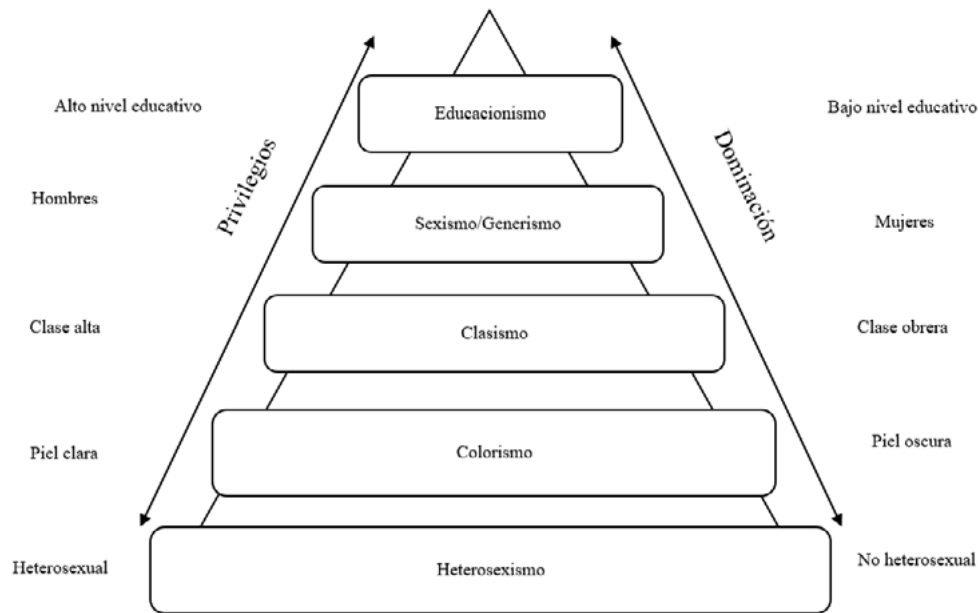 Alto nivel educativo
Educacionismo
Bajo nivel educativo
Privilegios
Dominación
Hombres
Sexismo/Generismo
Mujeres
Clase alta
Clasismo
Clase obrera
Piel clara
Colorismo
Piel oscura
Heterosexual
Heterosexismo
No heterosexual